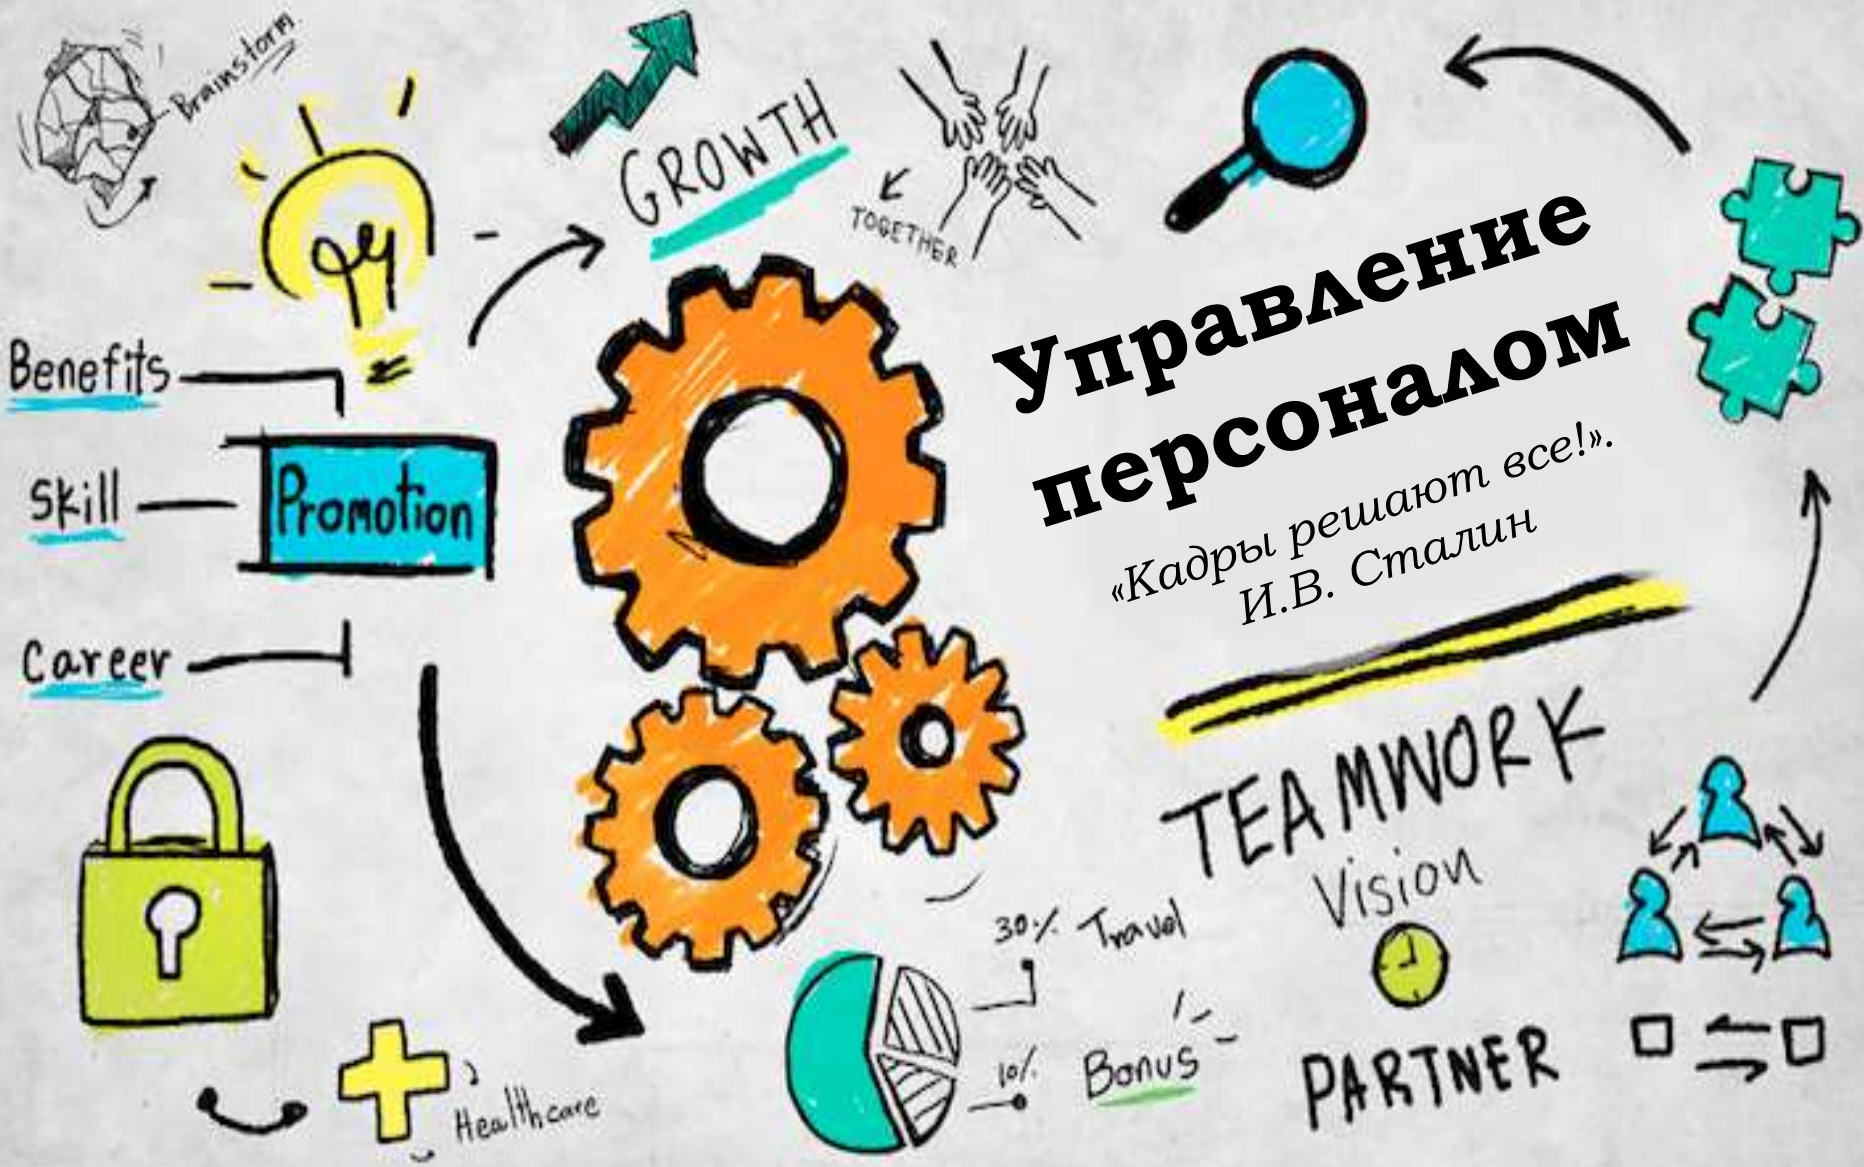 Brainstorm
GROWTH
TOGETHER
Управление
персоналом
«Кадры решают все!».
И.В. Сталин
Benefits
Skill
Promotion
Career
TEAMWORK
Vision
30% Travel
10% Bonus
PARTNER
Healthcare